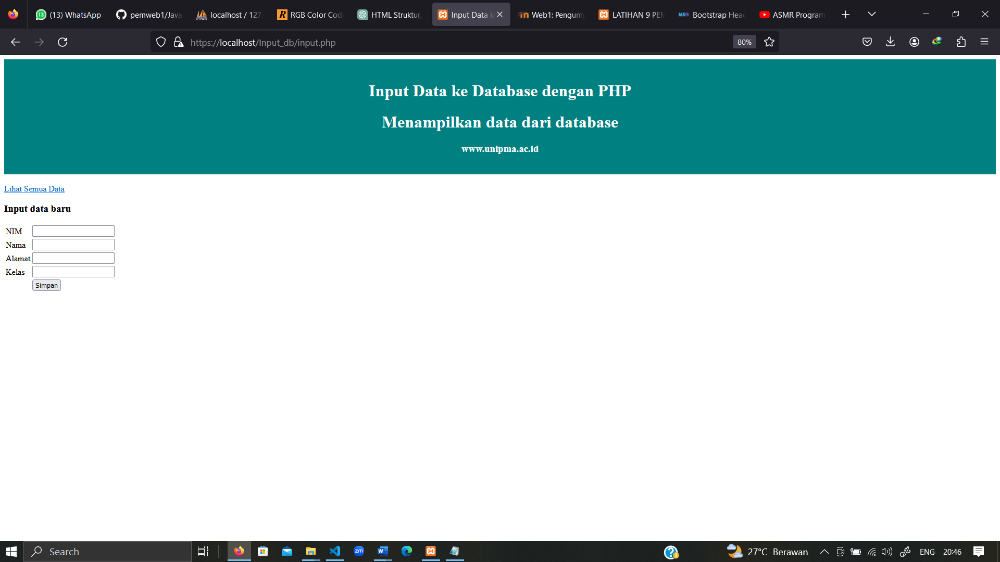 (13) WhatsApp
pemweb1/Java
localhost / 127.
RGB Color Cod
HTML Struktur,
Input Data k
Web1: Pengump
LATIHAN 9 PEM
MDB
Bootstrap Head
ASMR Program
https://localhost/Input_db/input.php
80%
Input Data ke Database dengan PHP
Menampilkan data dari database
www.unipma.ac.id
Lihat Semua Data
Input data baru
NIM
Nama
Alamat
Kelas
Simpan
Search
zm
27°C Berawan
ENG
20:46